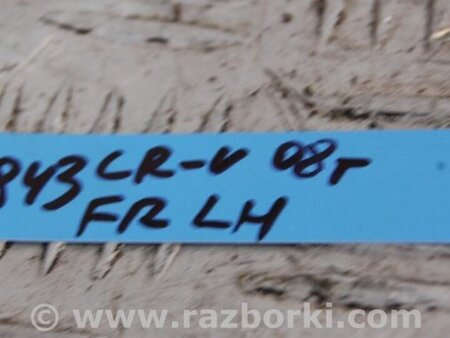 843 CR-V 08г
FR LH
© www.razborki.com